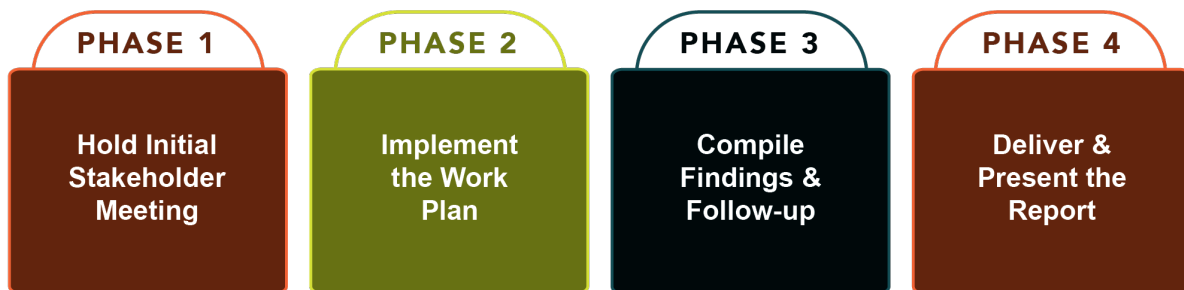 PHASE 1
Hold Initial
Stakeholder
Meeting
PHASE 2
Implement
the Work
Plan
PHASE 3
Compile
Findings &
Follow-up
PHASE 4
Deliver &
Present the
Report